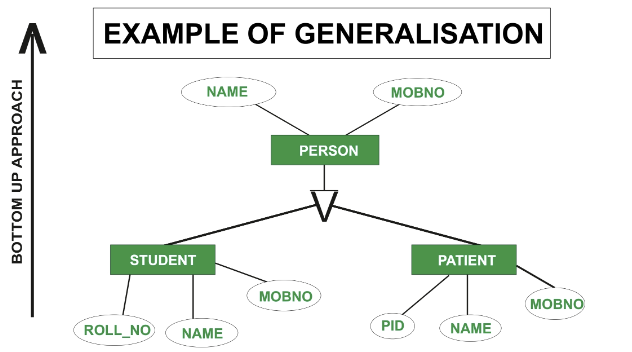 EXAMPLE OF GENERALISATION
BOTTOM UP APPROACH
NAME
MOBNO
PERSON
STUDENT
PATIENT
ROLL_NO
NAME
MOBNO
PID
NAME
MOBNO